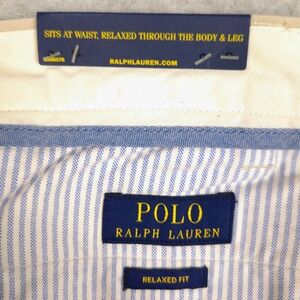 SITS AT WAIST, RELAXED THROUGH THE BODY & LEG
RALPHLAUREN.COM
POLO
RALPH LAUREN
RELAXED FIT